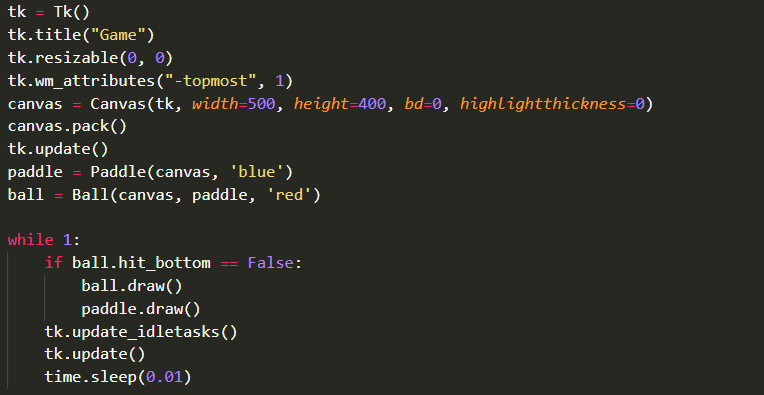 tk = Tk()
tk.title("Game")
tk.resizable(0, 0)
tk.wm_attributes("-topmost", 1)
canvas = Canvas(tk, width=500, height=400, bd=0, highlightthickness=0)
canvas.pack()
tk.update()
paddle = Paddle(canvas, 'blue')
ball = Ball(canvas, paddle, 'red')

while 1:
    if ball.hit_bottom == False:
        ball.draw()
        paddle.draw()
    tk.update_idletasks()
    tk.update()
    time.sleep(0.01)